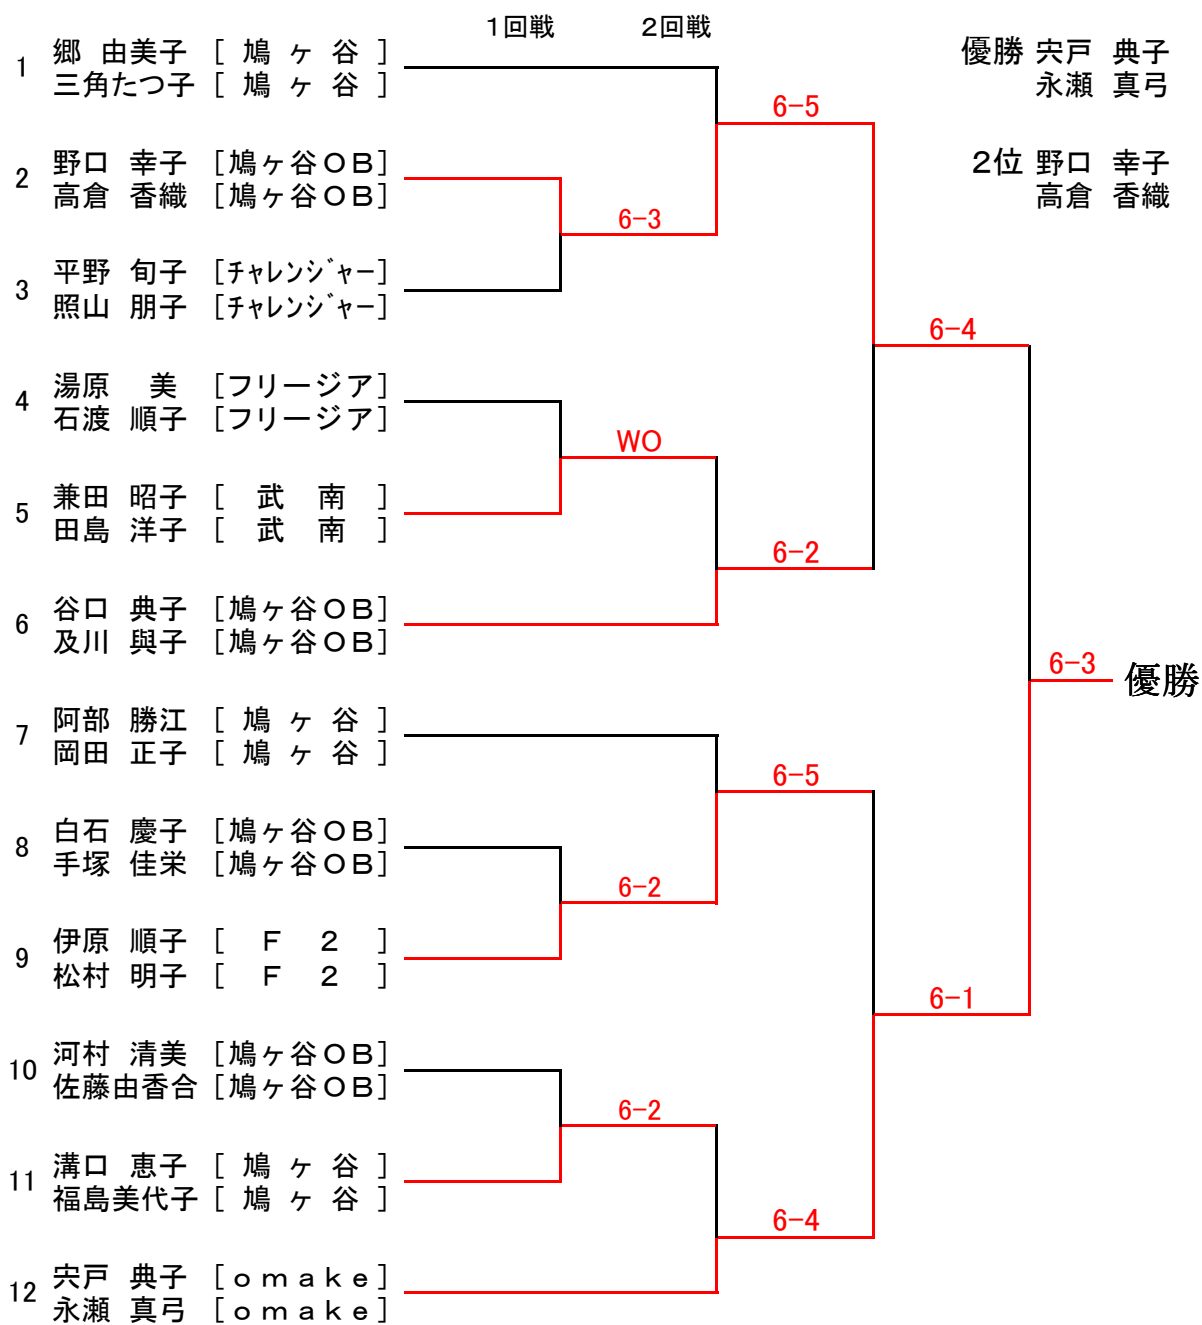 1回戦 2回戦
1 郷 由美子 [ 鳩 ヶ 谷 ]
三角たつ子 [ 鳩 ヶ 谷 ]
優勝 宍戸 典子
永瀬 真弓
6-5
2 野口 幸子 [鳩ヶ谷OB]
高倉 香織 [鳩ヶ谷OB]
2位 野口 幸子
高倉 香織
6-3
3 平野 旬子 [チャレンジャー]
照山 朋子 [チャレンジャー]
6-4
4 湯原 美 [フリージア]
石渡 順子 [フリージア]
WO
5 兼田 昭子 [ 武 南 ]
田島 洋子 [ 武 南 ]
6-2
6 谷口 典子 [鳩ヶ谷OB]
及川 與子 [鳩ヶ谷OB]
6-3 優勝
7 阿部 勝江 [ 鳩 ヶ 谷 ]
岡田 正子 [ 鳩 ヶ 谷 ]
6-5
8 白石 慶子 [鳩ヶ谷OB]
手塚 佳栄 [鳩ヶ谷OB]
6-2
9 伊原 順子 [ F 2 ]
松村 明子 [ F 2 ]
6-1
10 河村 清美 [鳩ヶ谷OB]
佐藤由香合 [鳩ヶ谷OB]
6-2
11 溝口 恵子 [ 鳩 ヶ 谷 ]
福島美代子 [ 鳩 ヶ 谷 ]
6-4
12 宍戸 典子 [omake]
永瀬 真弓 [omake]